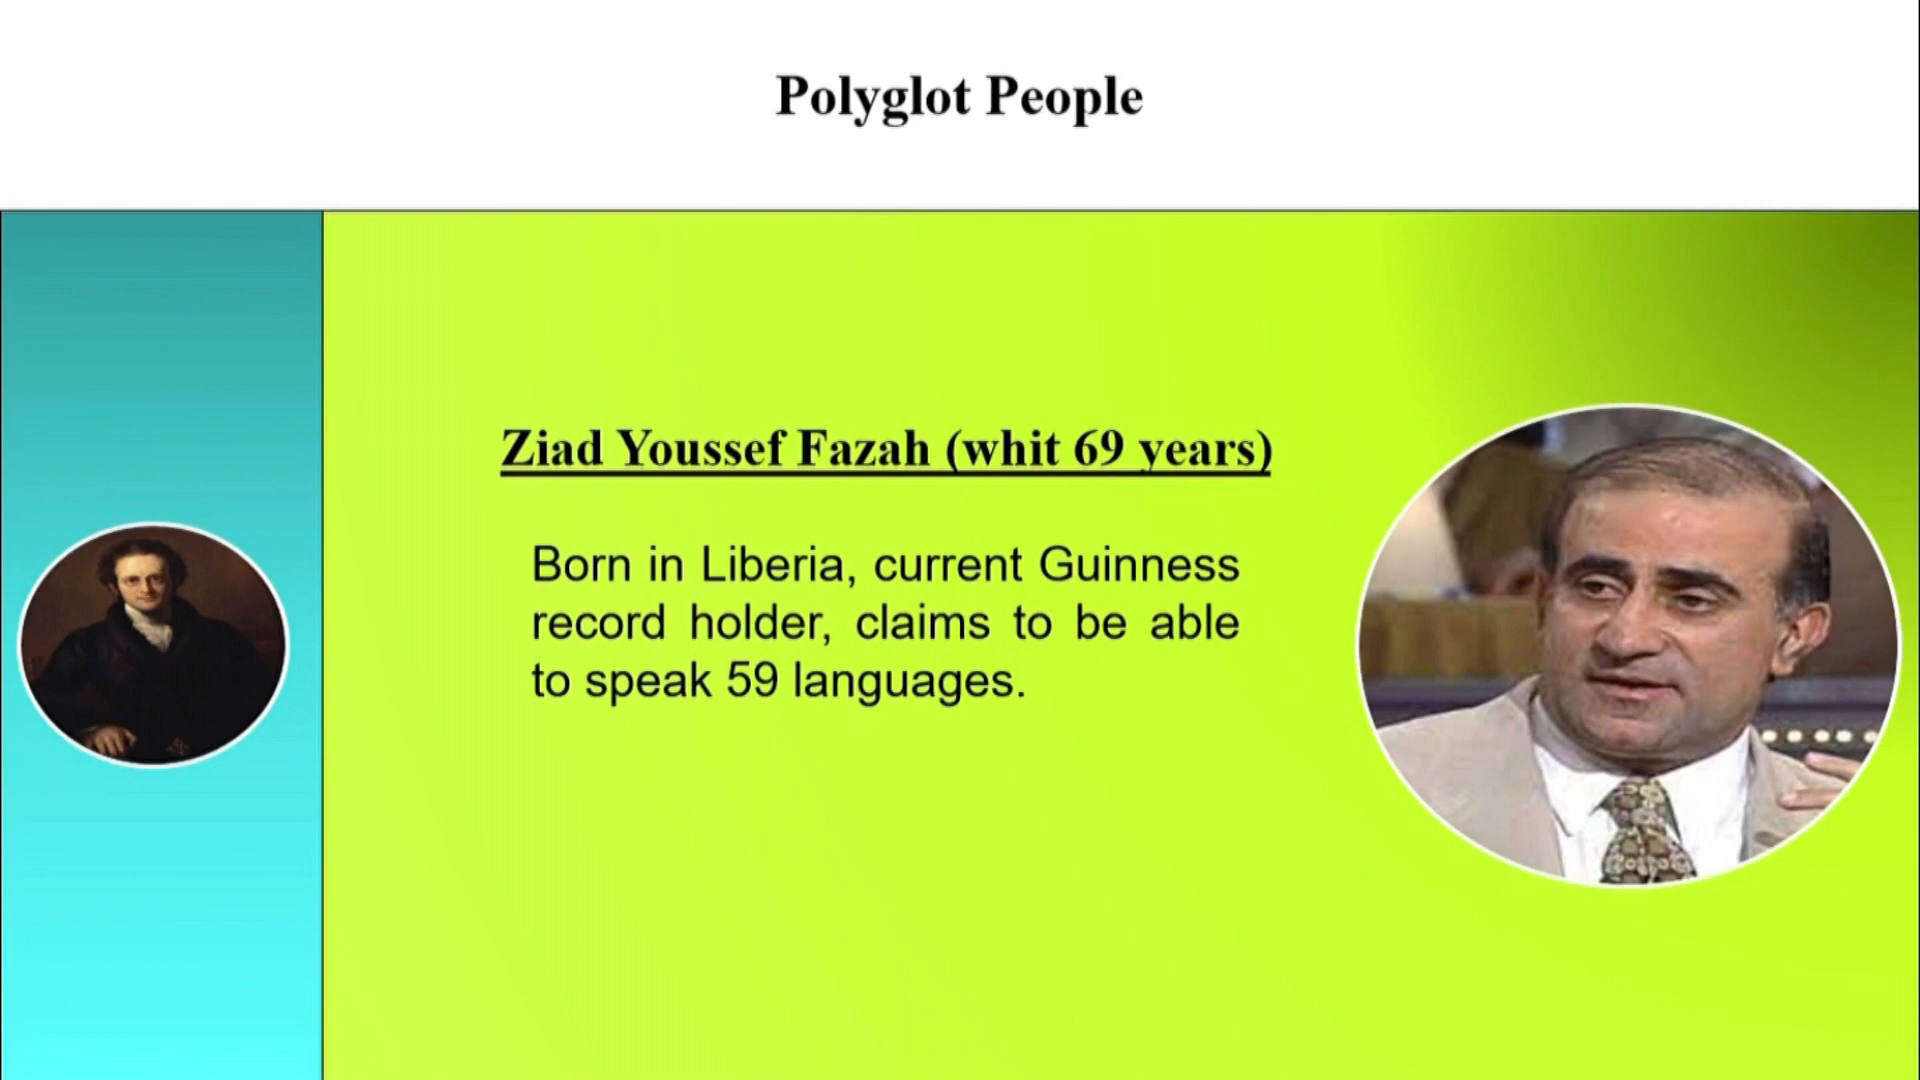 Polyglot People
Ziad Youssef Fazah (whit 69 years)
Born in Liberia, current Guinness
record holder, claims to be able
to speak 59 languages.